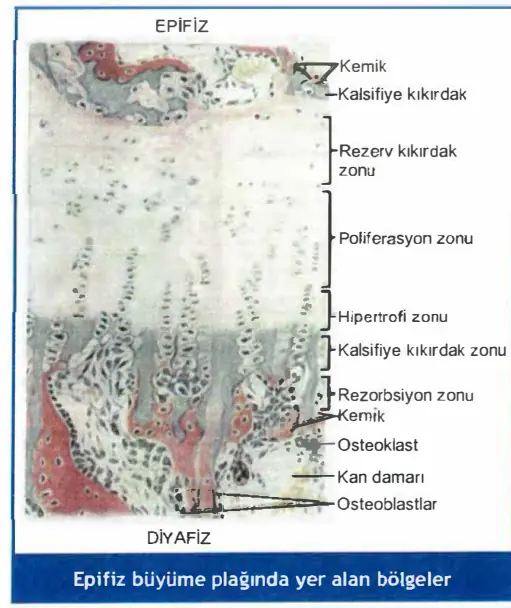 EPİFİZ
Kemik
Kalsifiye kıkırdak
Rezerv kıkırdak
zonu
Poliferasyon zonu
Hipertrofi zonu
Kalsifiye kıkırdak zonu
Rezorbsiyon zonu
Kemik
Osteoklast
Kan damarı
Osteoblastlar
DİYAFİZ
Epifiz büyüme plağında yer alan bölgeler